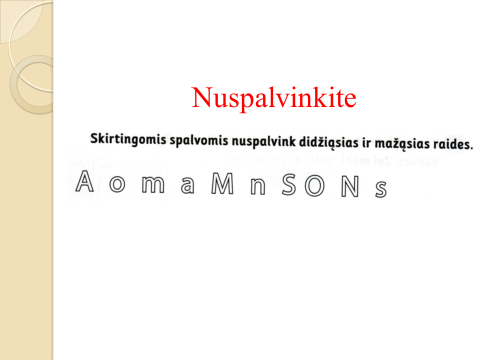 Nuspalvinkite
Skirtingomis spalvomis nuspalvink didžiąsias ir mažąsias raides.
A o m a M n S O N s